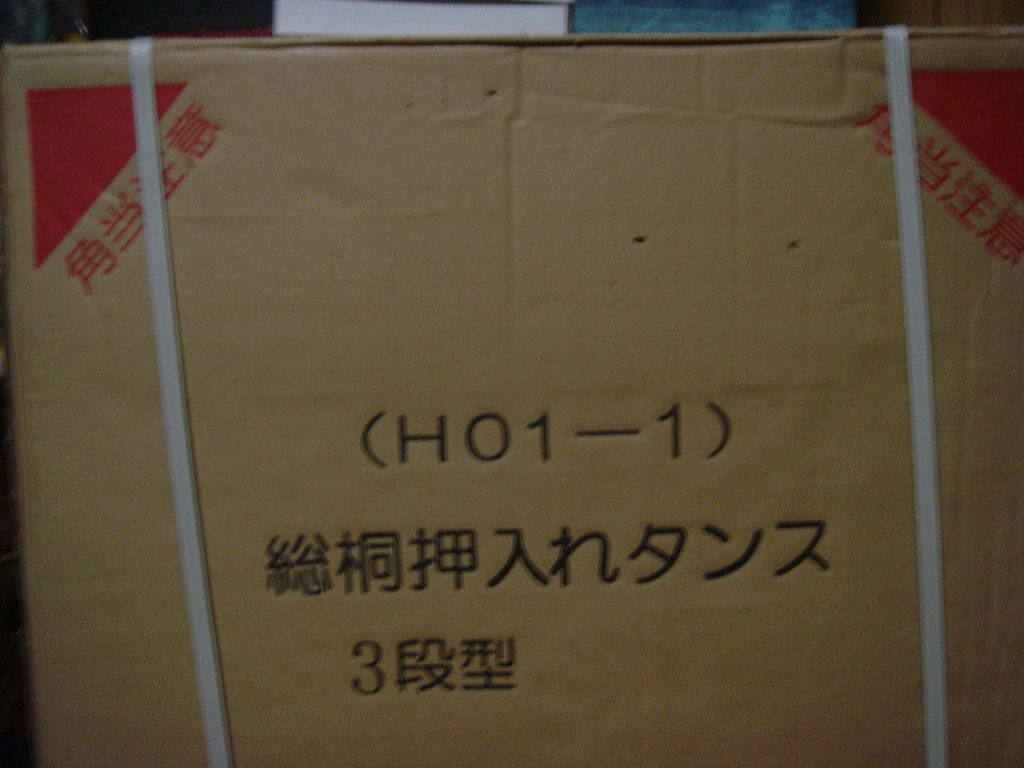 角当注意
角当注意
（H01－1）
総桐押入れタンス
3段型